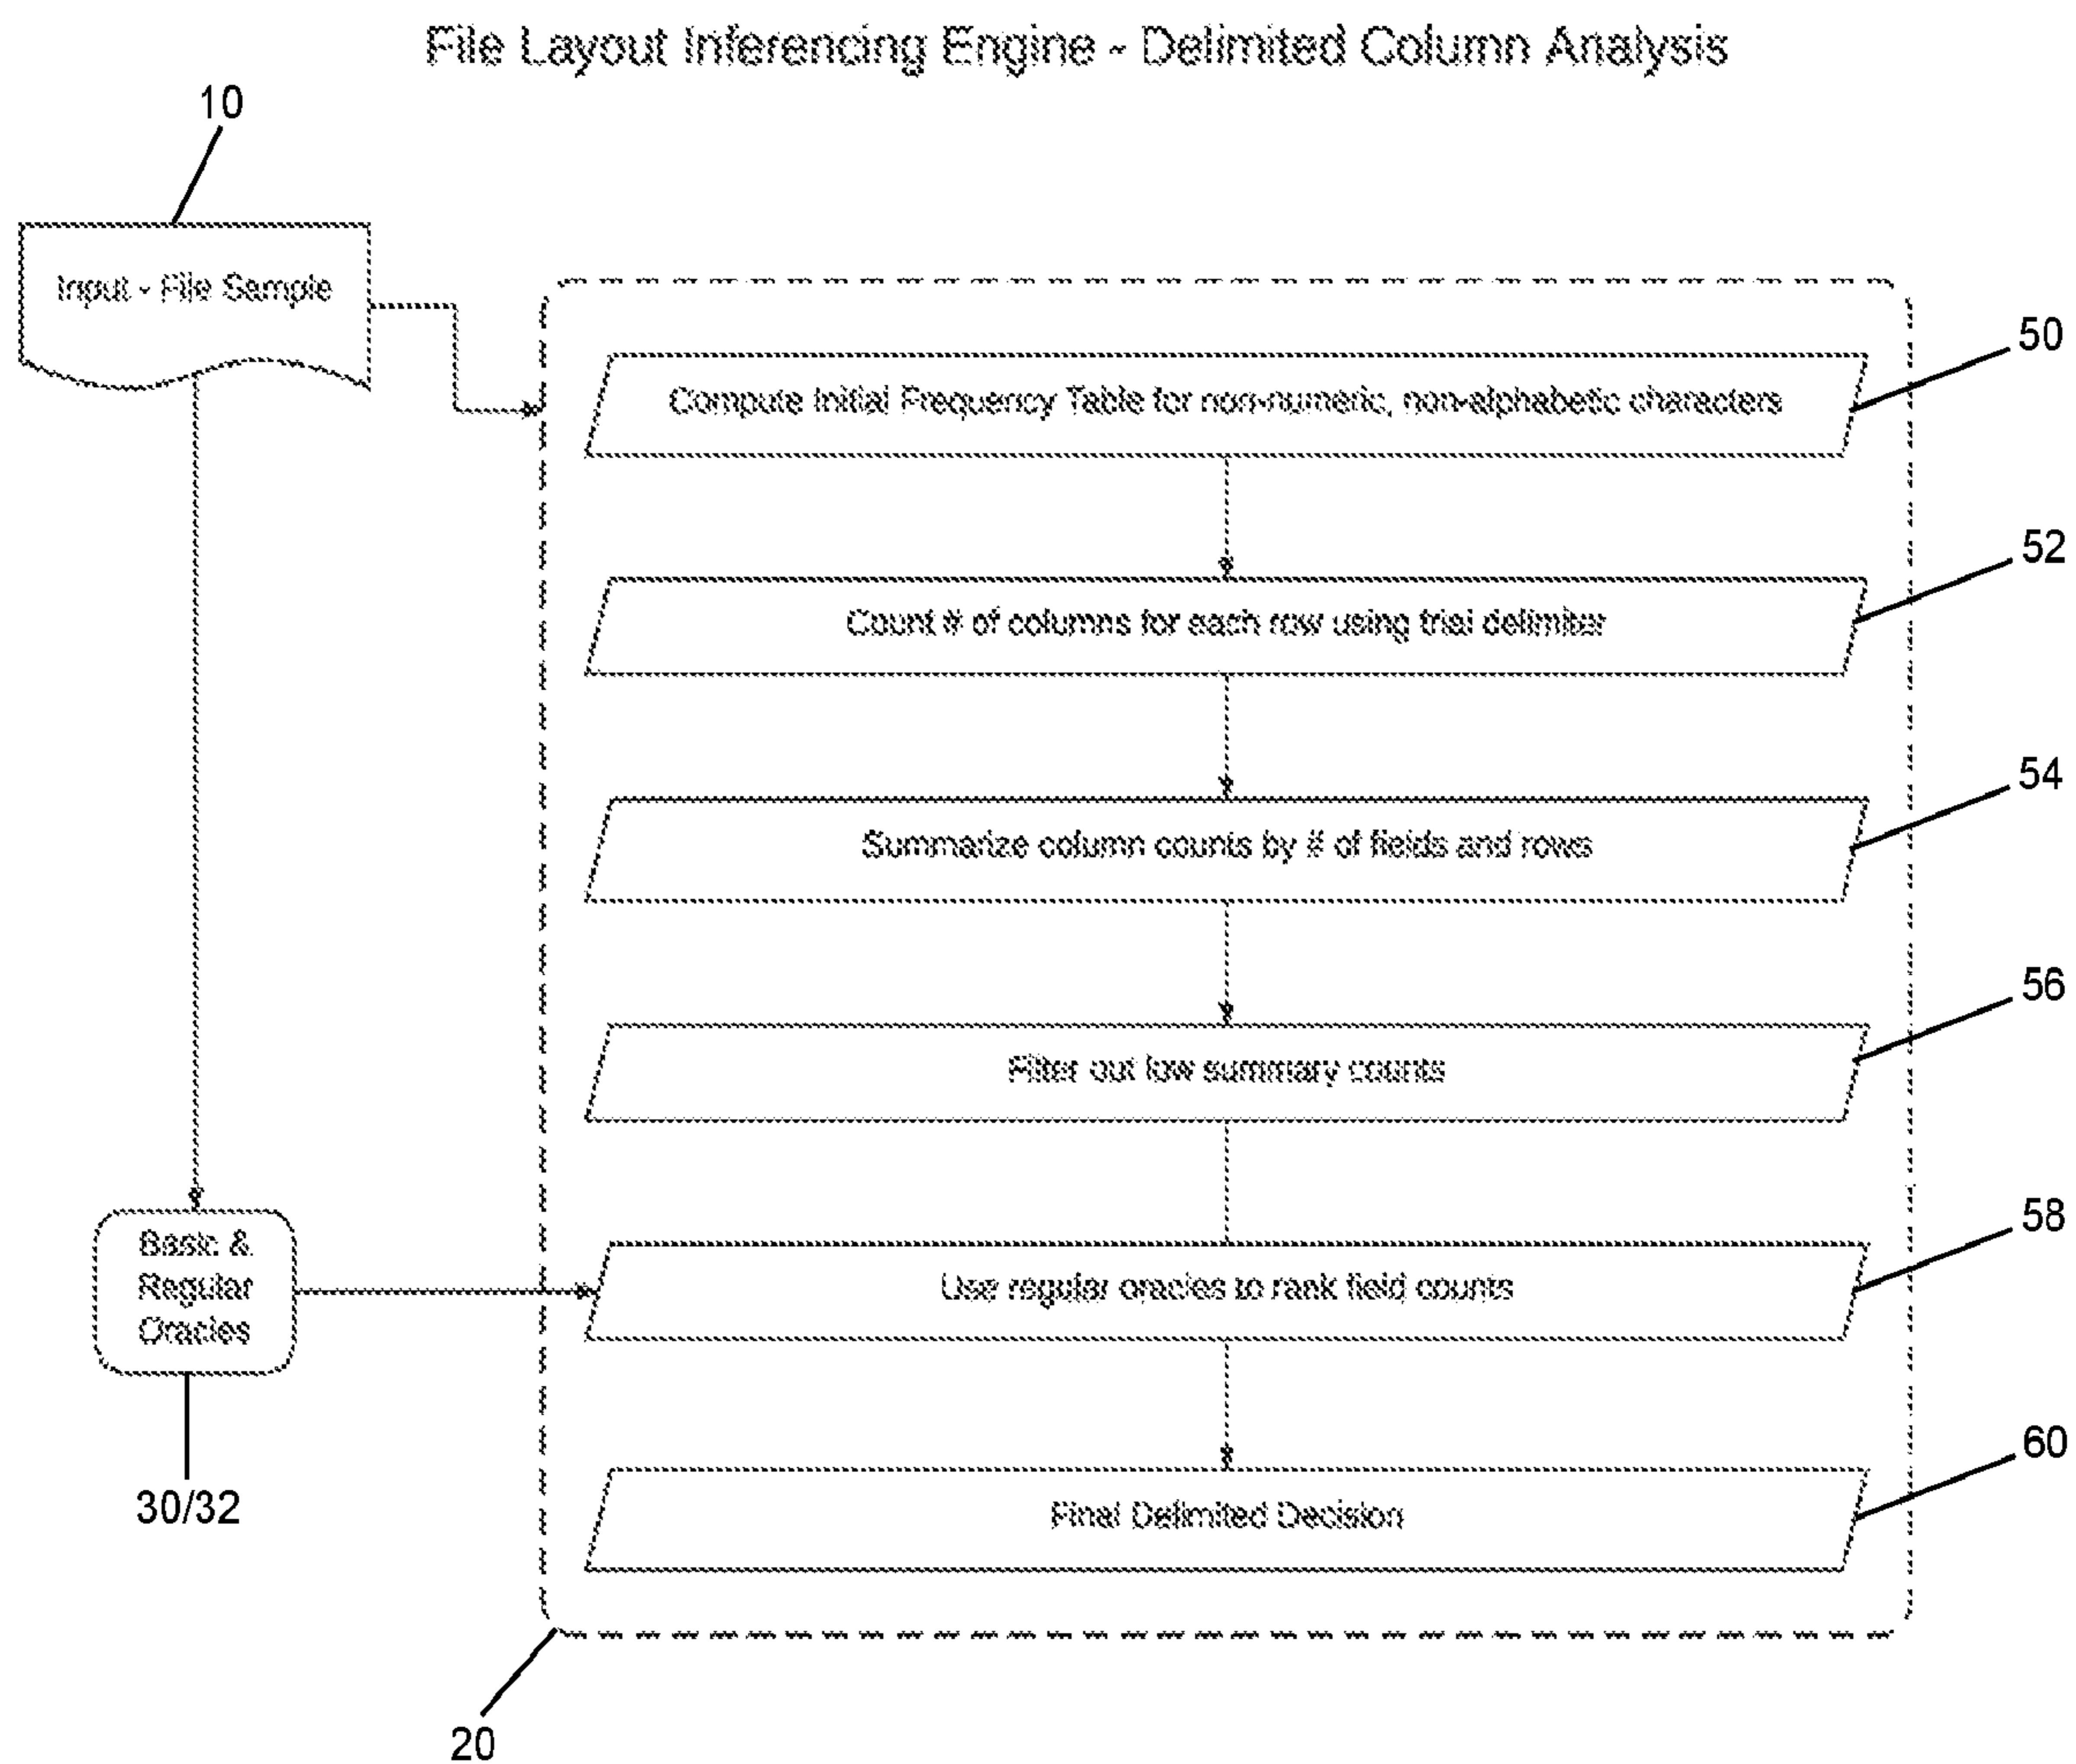 File Layout Inferencing Engine - Delimited Column Analysis
10
Input - File Sample
50
Compute Initial Frequency Table for non-numeric, non-alphabetic characters
52
Count # of columns for each row using trial delimiter
54
Summarize column counts by # of fields and rows
56
Filter out low summary counts
58
Basic &
Regular
Oracles
Use regular oracles to rank field counts
30/32
60
Final Delimited Decision
20